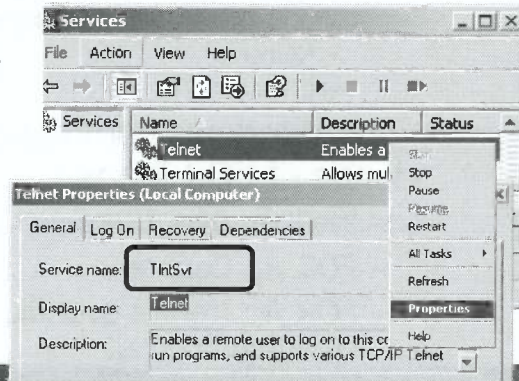 Services
File Action View Help
Services Name Description Status
Telnet Enables a
Terminal Services Allows mul
Start
Stop
Pause
Resume
Restart
All Tasks
Refresh
Properties
Help
Telnet Properties (Local Computer)
General Log On Recovery Dependencies
Service name: TlntSvr
Display name: Telnet
Description: Enables a remote user to log on to this co
run programs, and supports various TCP/IP Telnet